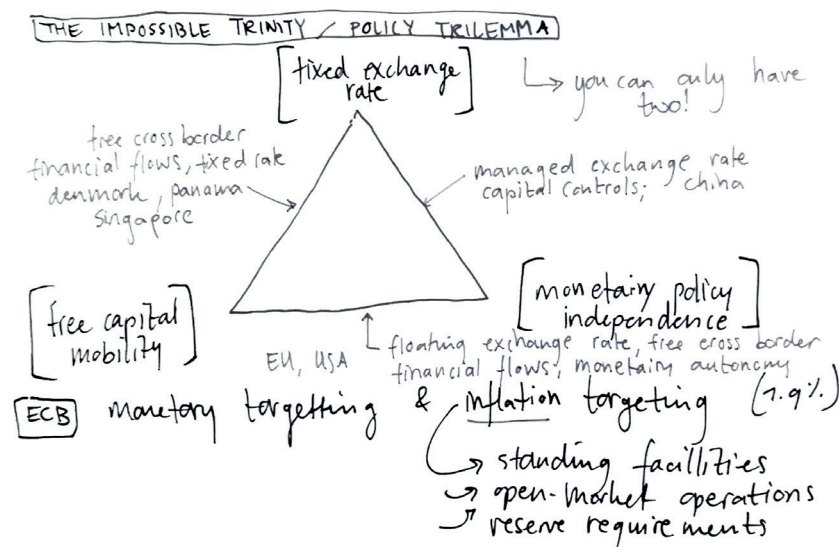 THE IMPOSSIBLE TRINITY / POLICY TRILEMMA
[fixed exchange
rate]
↳ you can only have
two!
free cross border
financial flows, fixed rate
denmark, panama
singapore
managed exchange rate
capital controls; china
[free capital
mobility]
[monetairy policy
independence]
EU, USA
floating exchange rate, free cross border
financial flows, monetairy autonomy
ECB monetary targetting & inflation targeting (1.9%)
→ standing facillities
→ open-market operations
→ reserve requirements